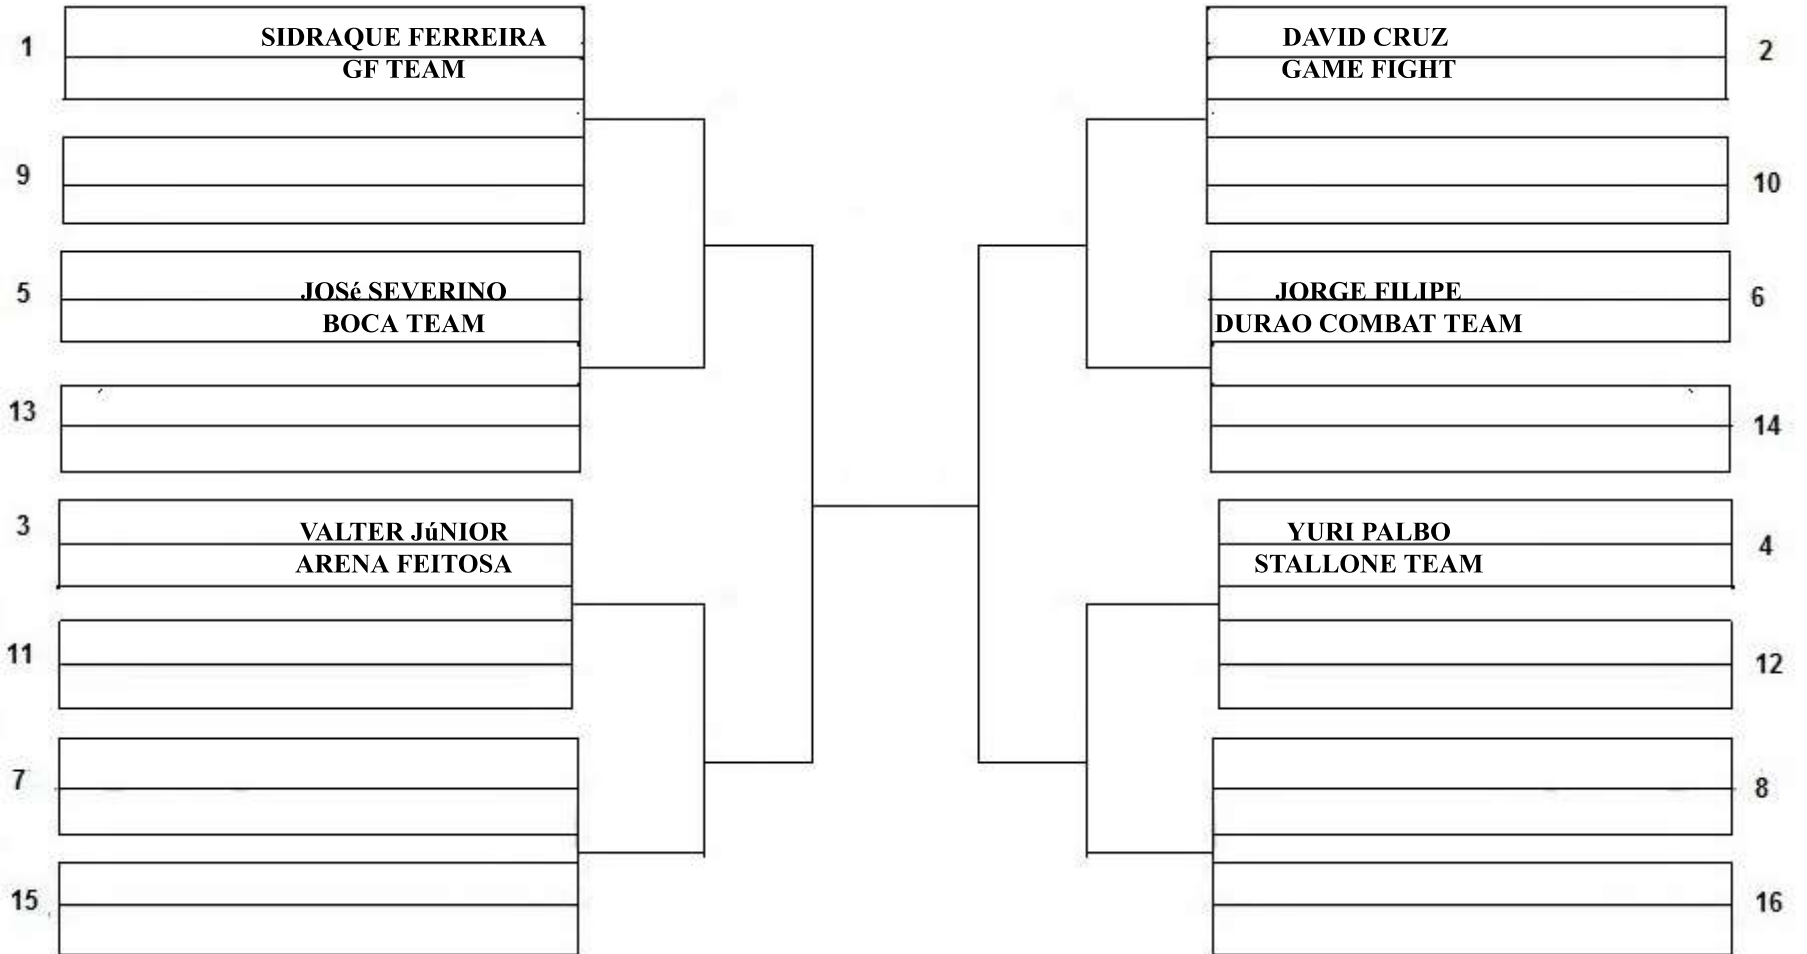 1
SIDRAQUE FERREIRA
GF TEAM
DAVID CRUZ
GAME FIGHT
2
9
10
5
JOSé SEVERINO
BOCA TEAM
JORGE FILIPE
DURAO COMBAT TEAM
6
13
14
3
VALTER JúNIOR
ARENA FEITOSA
YURI PALBO
STALLONE TEAM
4
11
12
7
8
15
16